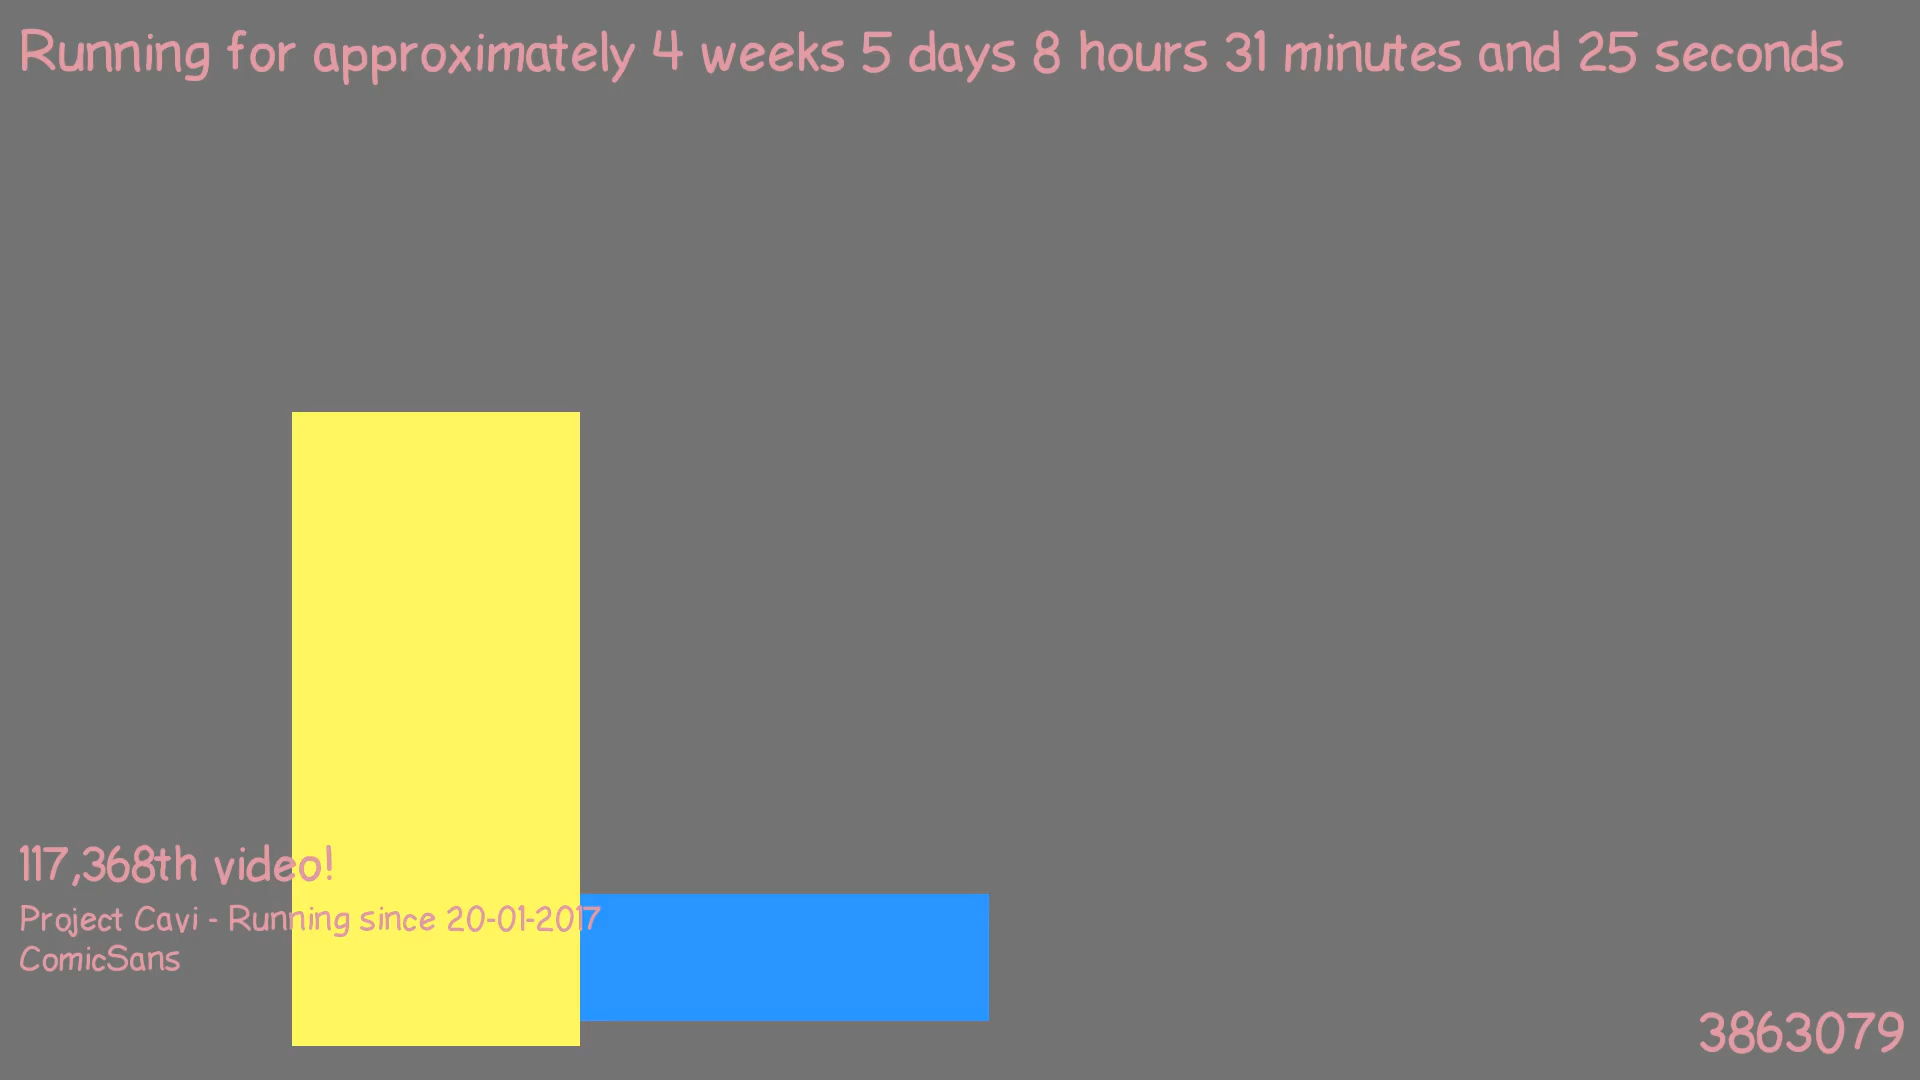 Running for approximately 4 weeks 5 days 8 hours 31 minutes and 25 seconds
117,368th video!
Project Cavi - Running since 20-01-2017
ComicSans
3863079